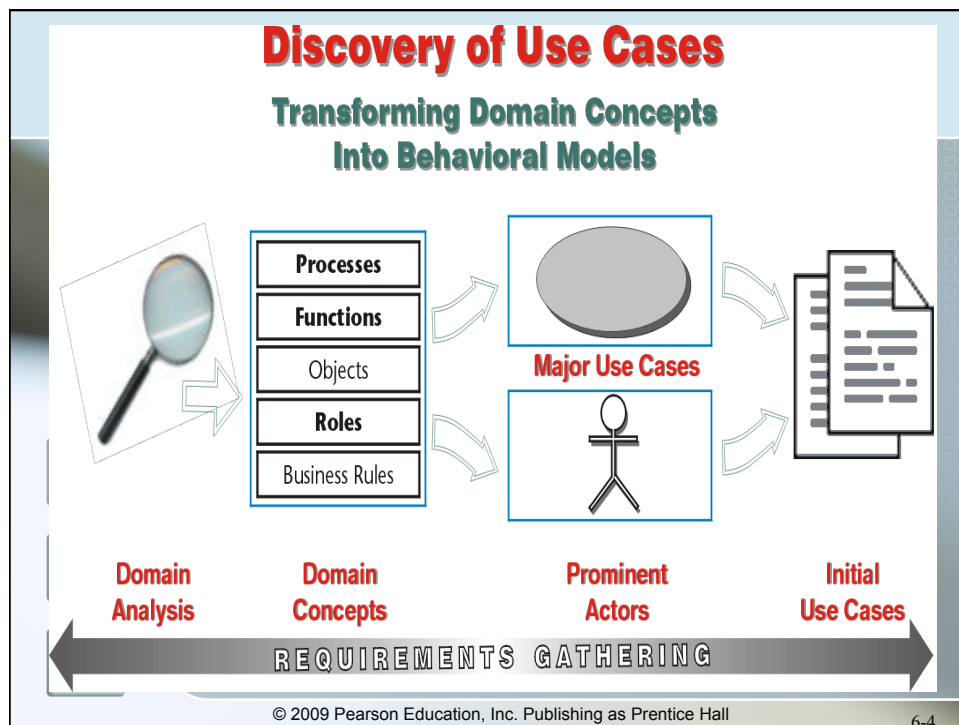 Discovery of Use Cases
Transforming Domain Concepts
Into Behavioral Models
Processes
Functions
Objects
Roles
Business Rules
Major Use Cases
Domain
Analysis
Domain
Concepts
Prominent
Actors
Initial
Use Cases
REQUIREMENTS GATHERING
© 2009 Pearson Education, Inc. Publishing as Prentice Hall
6-4